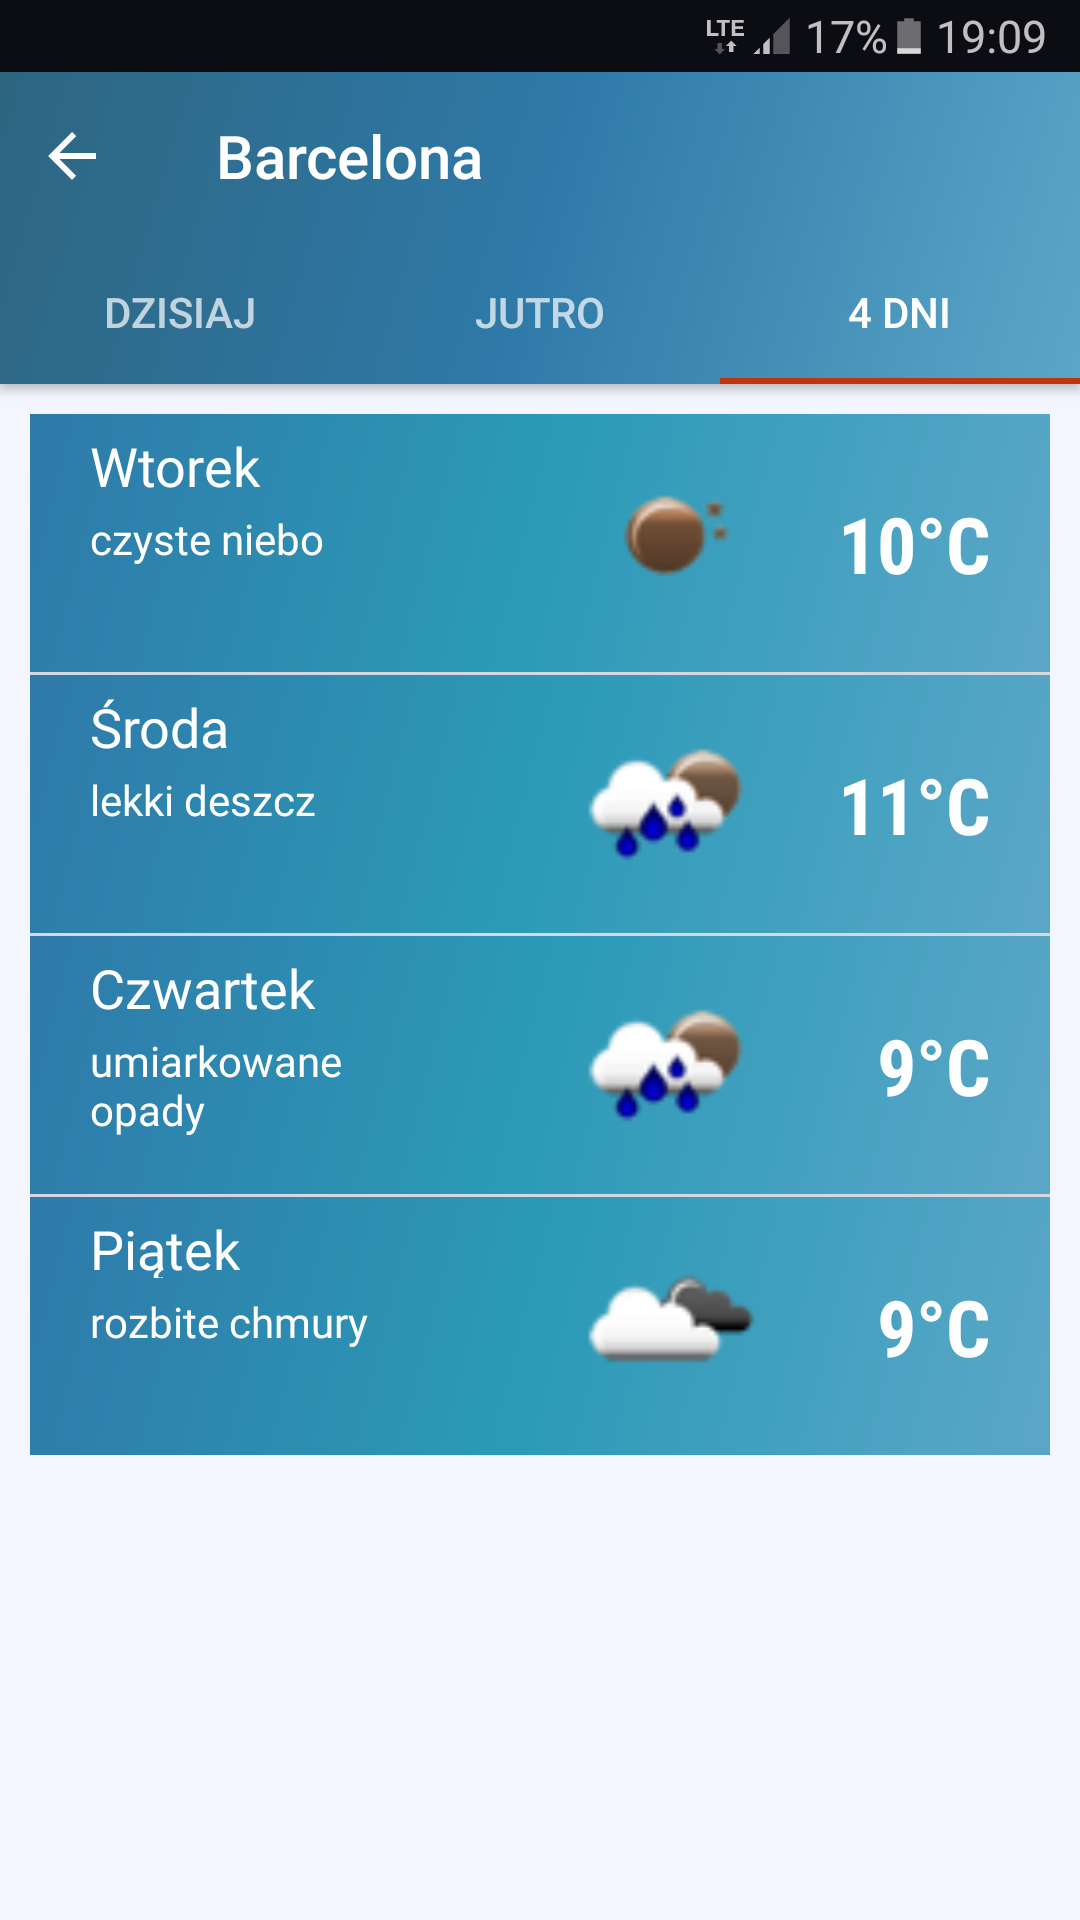 LTE 17% 19:09
Barcelona
DZISIAJ JUTRO 4 DNI
Wtorek
czyste niebo
10°C
Środa
lekki deszcz
11°C
Czwartek
umiarkowane
opady
9°C
Piątek
rozbite chmury
9°C